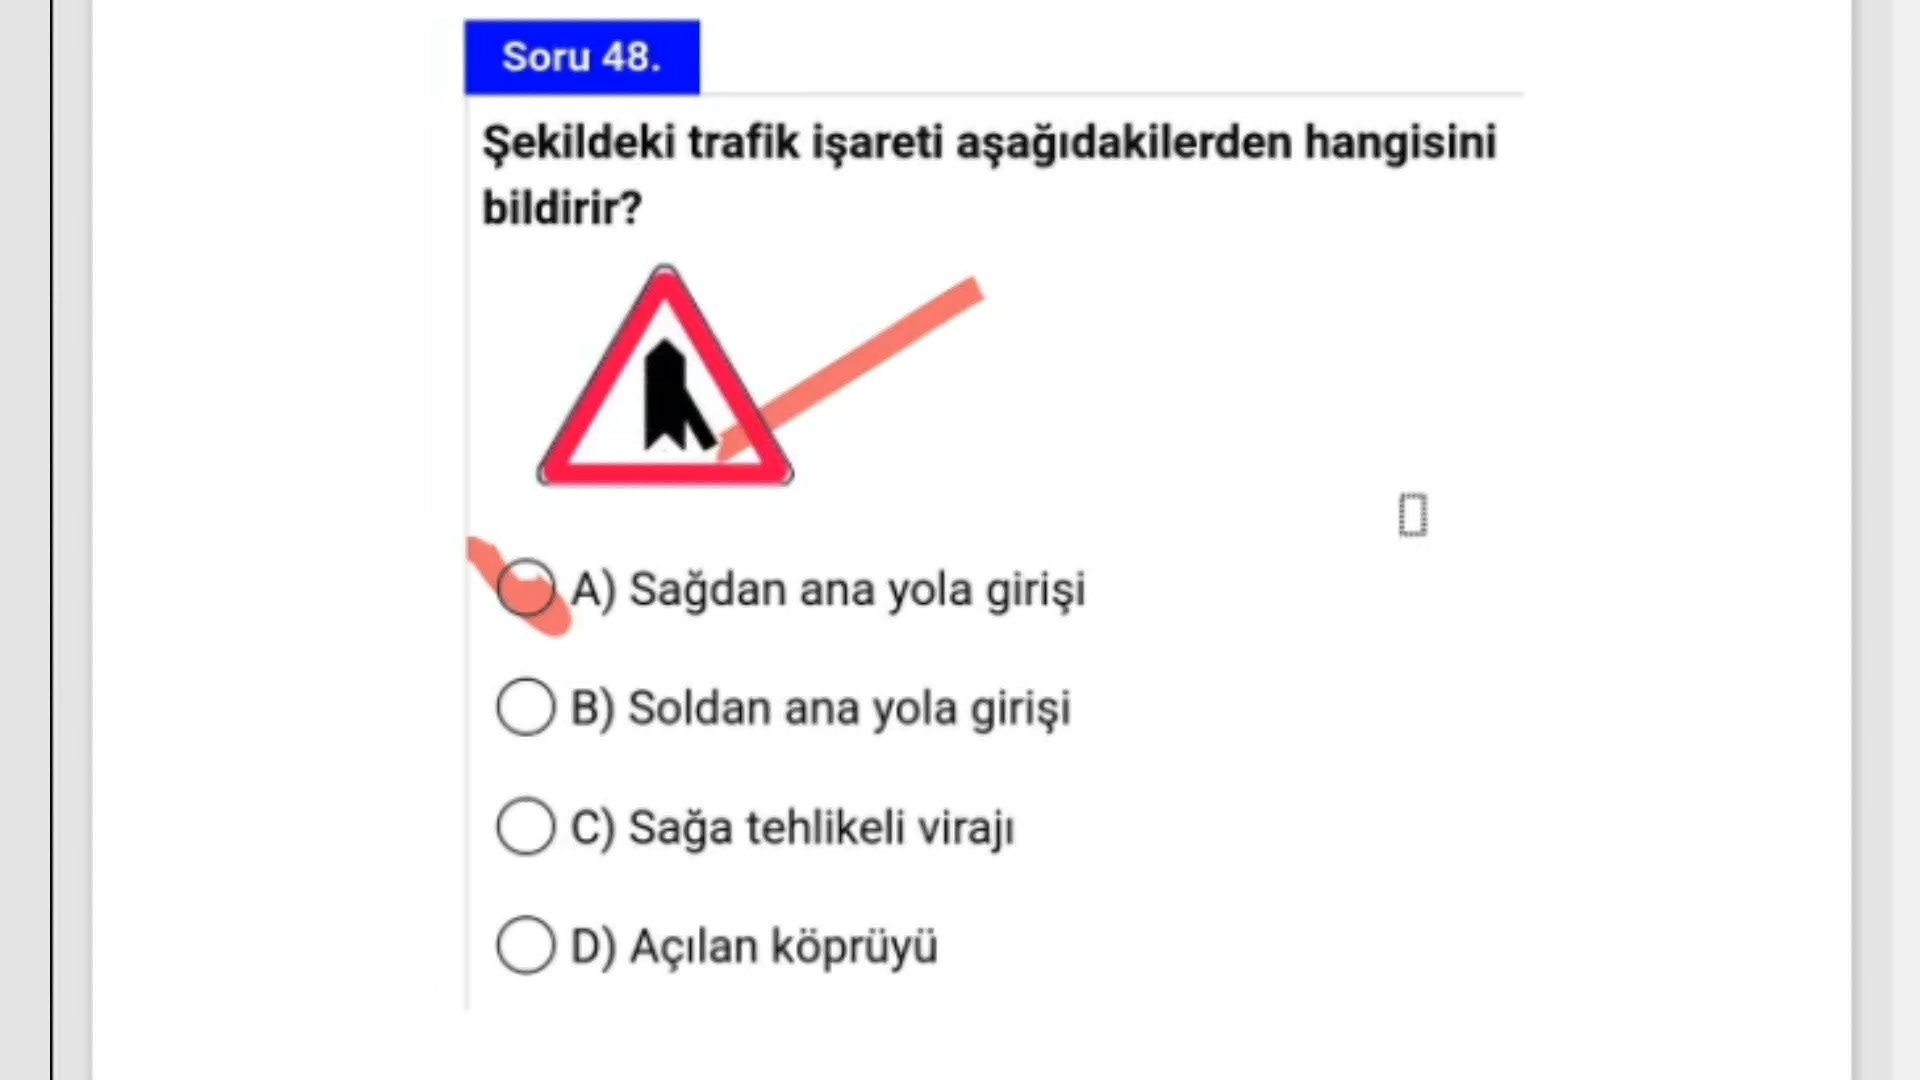 Soru 48.
Şekildeki trafik işareti aşağıdakilerden hangisini
bildirir?
A) Sağdan ana yola girişi
B) Soldan ana yola girişi
C) Sağa tehlikeli virajı
D) Açılan köprüyü